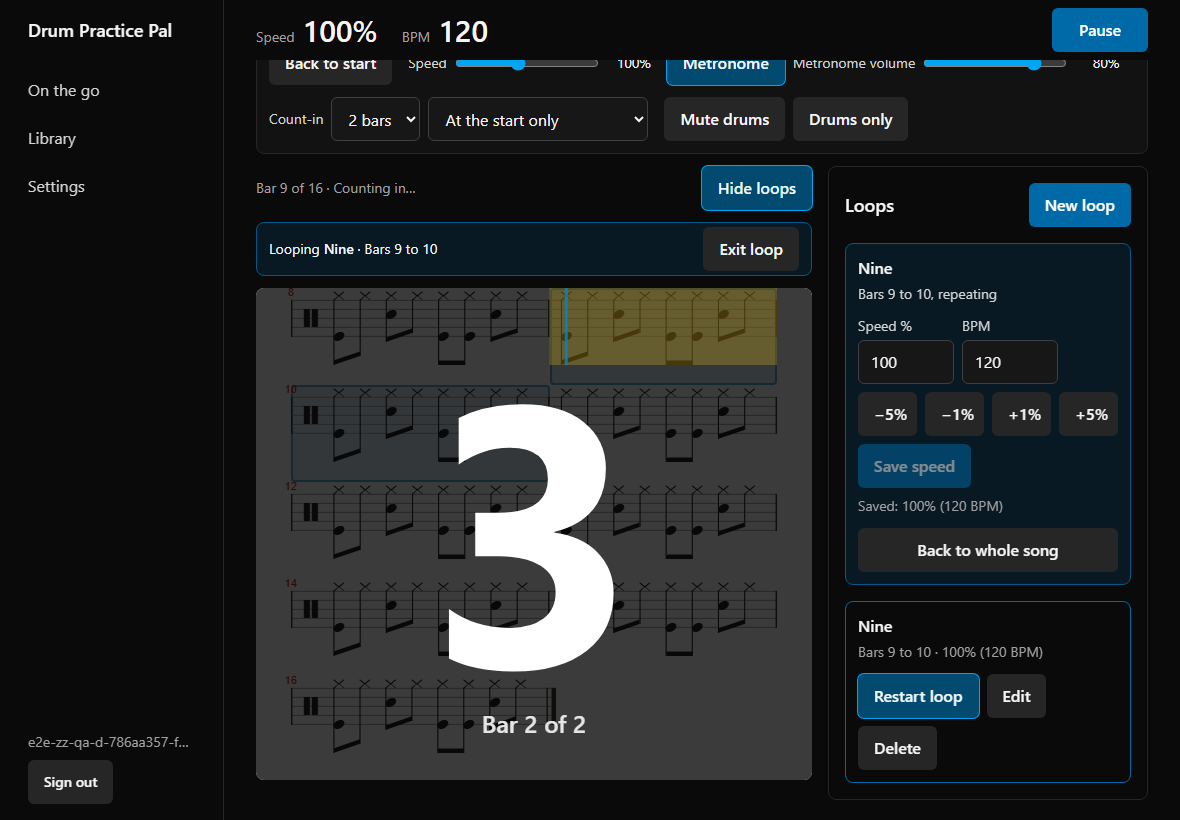 Drum Practice Pal
On the go
Library
Settings
e2e-zz-qa-d-786aa357-f...
Sign out
Speed 100% BPM 120
Pause
Back to start Speed 100% Metronome Metronome volume 80%
Count-in 2 bars At the start only Mute drums Drums only
Bar 9 of 16 · Counting in...
Hide loops
Looping Nine · Bars 9 to 10
Exit loop
8
10
12
14
16
3
Bar 2 of 2
Loops
New loop
Nine
Bars 9 to 10, repeating
Speed % BPM
100 120
−5% −1% +1% +5%
Save speed
Saved: 100% (120 BPM)
Back to whole song
Nine
Bars 9 to 10 · 100% (120 BPM)
Restart loop Edit
Delete